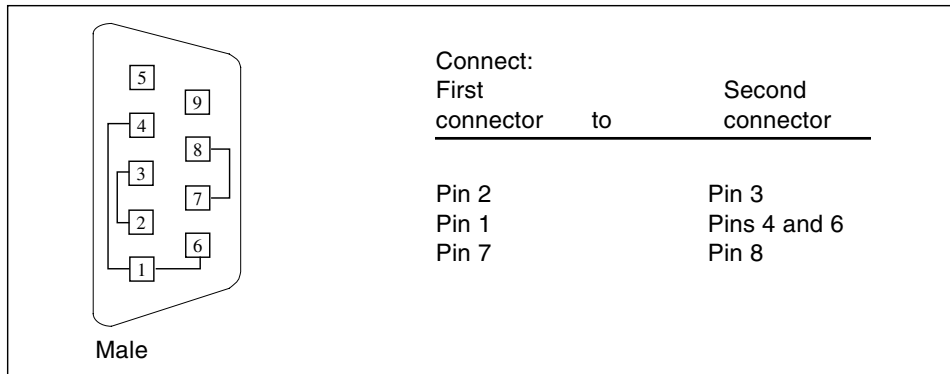 5
9
4
8
3
7
2
6
1
Male
Connect:
First Second
connector to connector
Pin 2 Pin 3
Pin 1 Pins 4 and 6
Pin 7 Pin 8